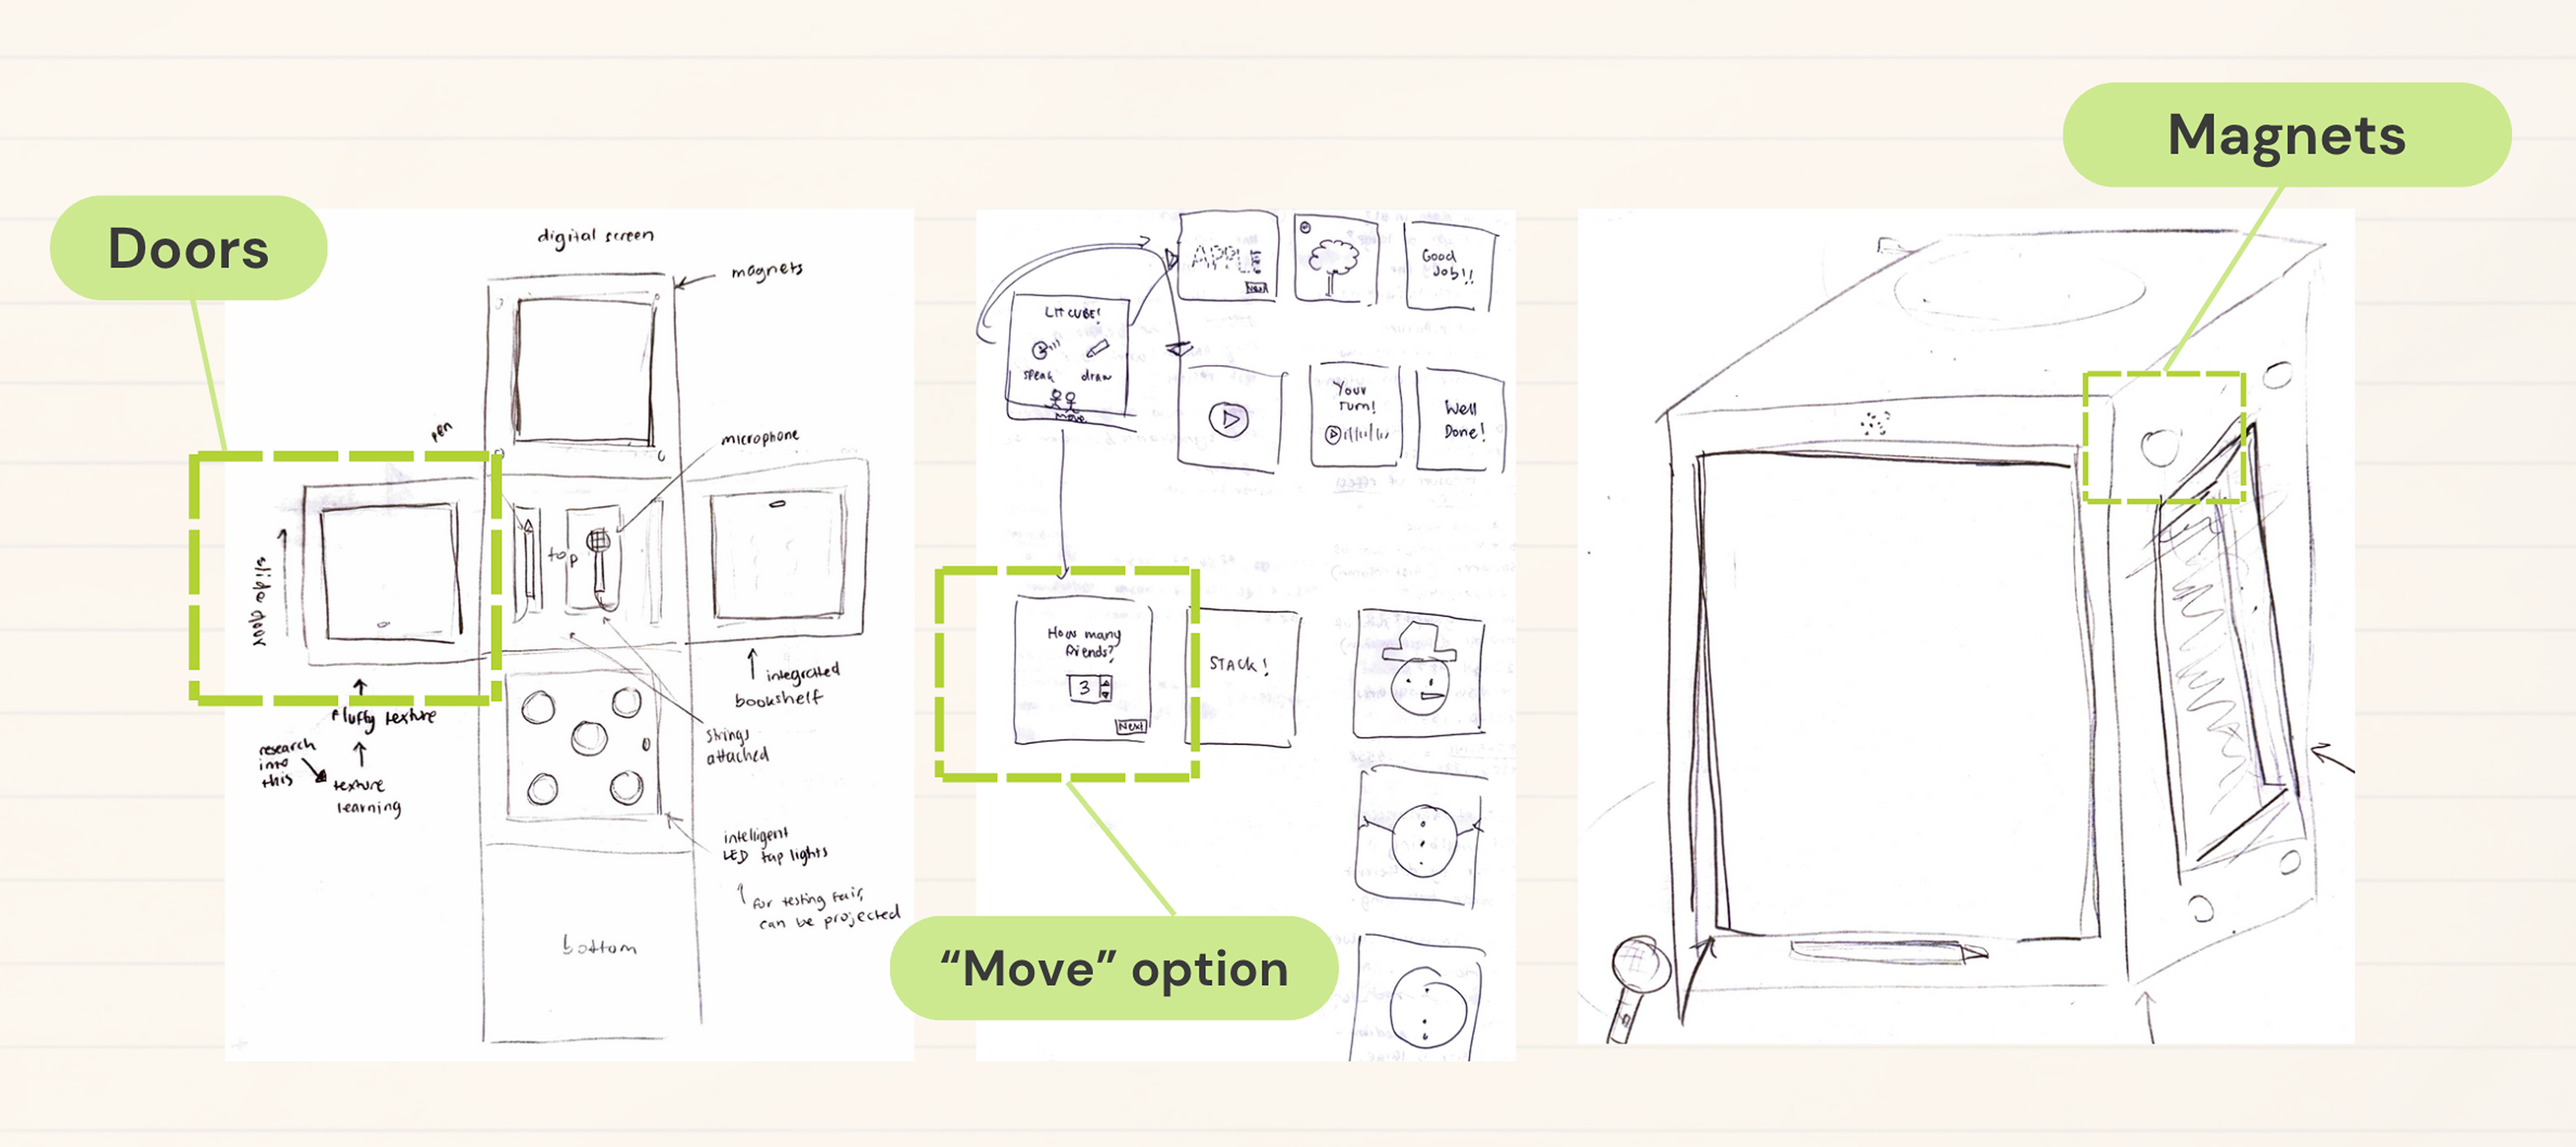 Doors
digital screen
magnets
pen
microphone
slide door
top
fluffy texture
research
into
this
texture
learning
integrated
bookshelf
strings
attached
intelligent
LED tap lights
for testing fair,
can be projected
bottom
LIT CUBE!
speak
draw
move
APPLE
Next
Good
Job!!
Your
turn!
Well
Done!
How many
friends?
3
Next
STACK!
“Move” option
Magnets